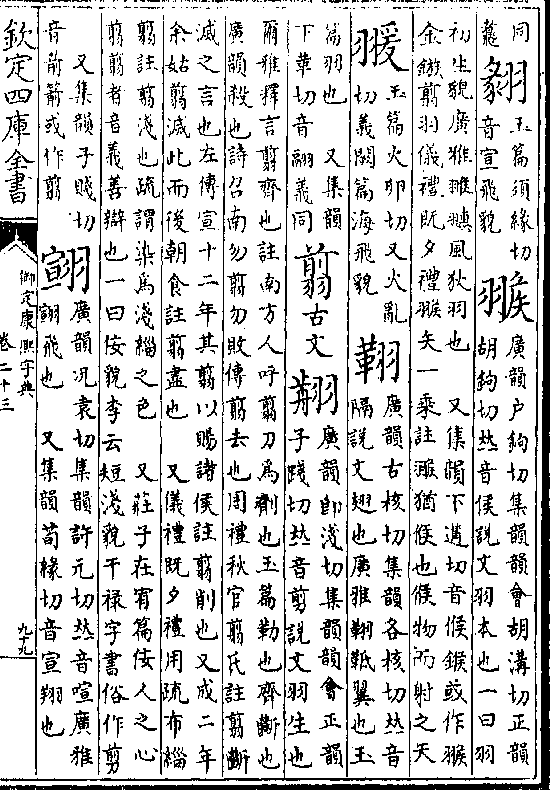 同 玉篇須緣切 廣韻戶鉤切集韻韻會胡溝切正韻
音宣飛貌 翭 胡鉤切𠀤音侯說文羽本也一曰羽
初生貌廣雅翭 風狄羽也 又集韻下遘切音候鍭或作翭
金鏃翦羽儀禮既夕禮翭矢一乗註翭猶候也候物而射之矢
玉篇火卵切又火亂
切義闕篇海飛貌
䎒 廣韻古核切集韻各核切𠀤音
隔說文翅也廣雅翱䎒翼也玉
篇羽也 又集韻
下革切音翮義同
翦 古文 廣韻即淺切集韻韻會正韻
子踐切𠀤音剪說文羽生也
爾雅釋言翦齊也註南方人呼翦刀為劑也玉篇勤也齊斷也
廣韻殺也詩召南勿翦勿敗傳翦去也周禮秋官翦氏註翦斷
滅之言也左傳宣十二年其翦以賜諸侯註翦削也又成二年
余姑翦滅此而後朝食註翦盡也 又儀禮既夕禮用疏布緇
翦註翦淺也疏謂染為淺緇之色 又莊子在宥篇佞人之心
翦翦者音義善辯也一曰佞貌李云短淺貌干祿字書俗作剪
又集韻子賤切
音前箭或作翦
廣韻況袁切集韻許元切𠀤音喧廣雅
飛也 又集韻荀緣切音宣翔也
欽定四庫全書
御定康熙字典
卷二十三
九九